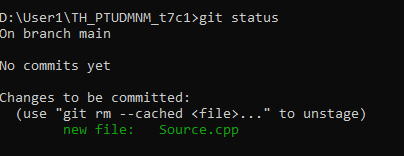 D:\User1\TH_PTUDMNM_t7c1>git status
On branch main
No commits yet
Changes to be committed:
(use "git rm --cached <file>..." to unstage)
new file:   Source.cpp